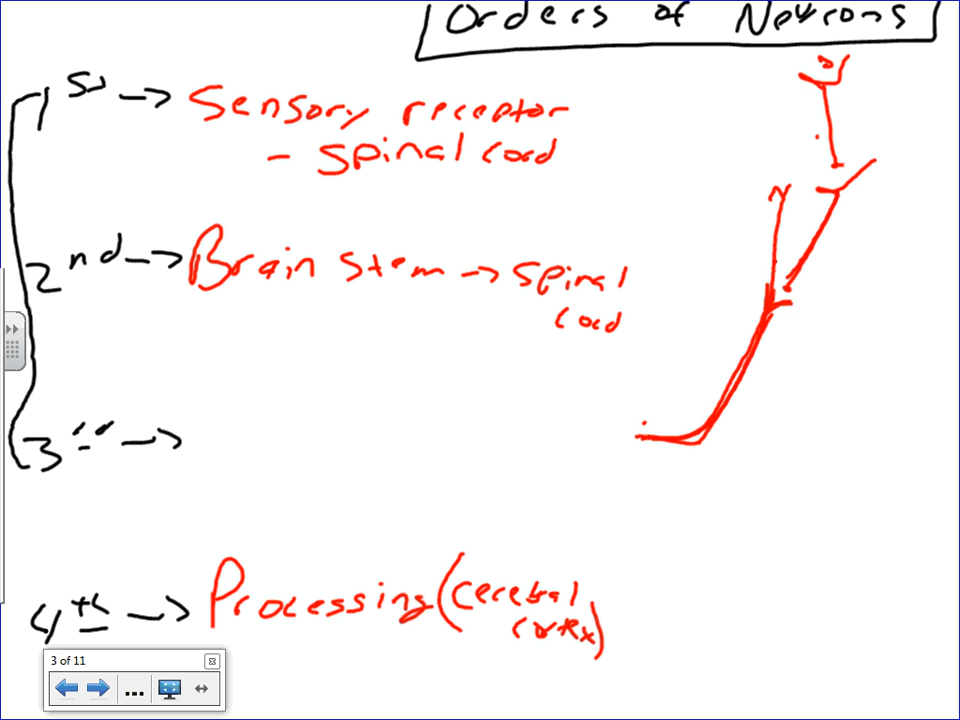 Orders of Neurons
1st → Sensory receptor
- Spinal cord
2nd → Brain stem → spinal
cord
3rd →
4th → Processing (cerebral
cortex)
3 of 11